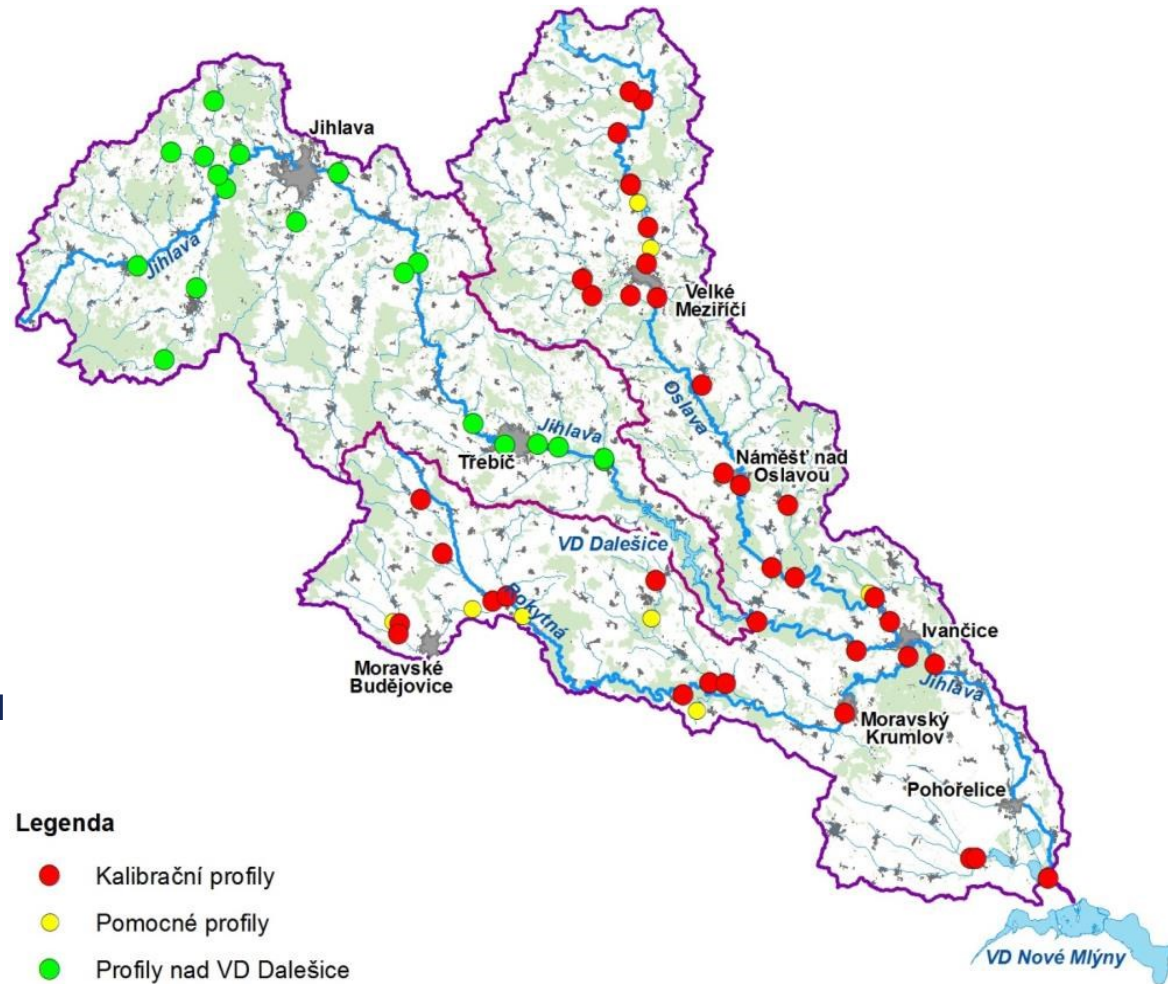 Jihlava
Jihlava
Velké
Meziříčí
Oslava
Jihlava
Třebíč
Náměšť nad
Oslavou
VD Dalešice
Rokytná
Ivančice
Moravské
Budějovice
Jihlava
Moravský
Krumlov
Pohořelice
Legenda
Kalibrační profily
Pomocné profily
Profily nad VD Dalešice
VD Nové Mlýny